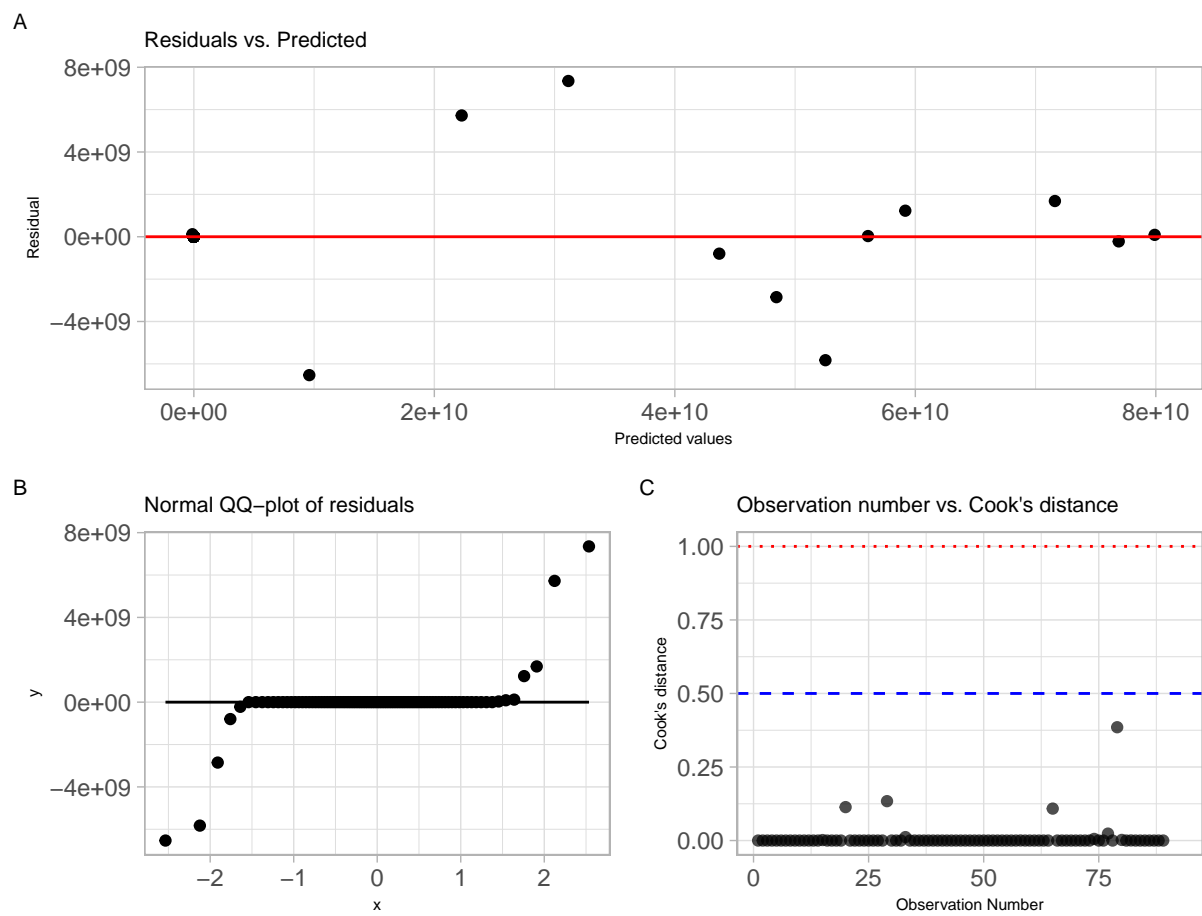 A
Residuals vs. Predicted
8e+09
4e+09
0e+00
−4e+09
Residual
0e+00 2e+10 4e+10 6e+10 8e+10
Predicted values
B
Normal QQ−plot of residuals
8e+09
4e+09
0e+00
−4e+09
y
−2 −1 0 1 2
x
C
Observation number vs. Cook's distance
1.00
0.75
0.50
0.25
0.00
Cook's distance
0 25 50 75
Observation Number